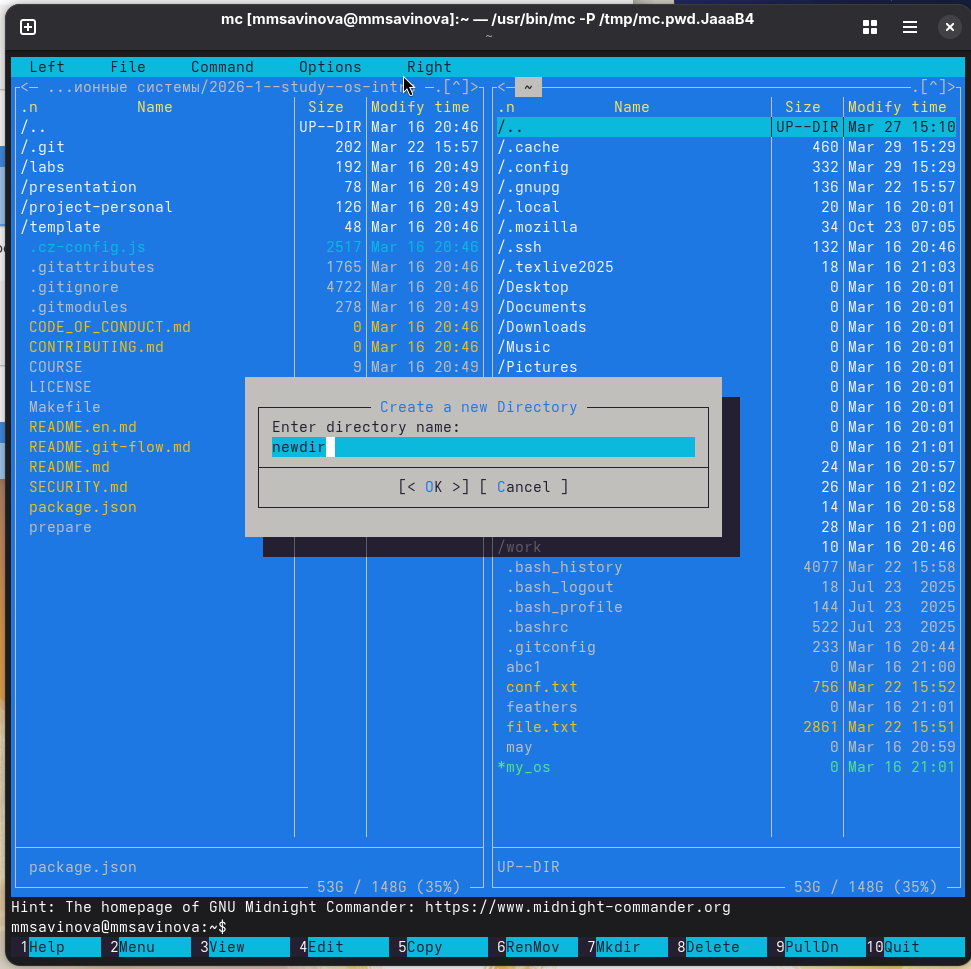 mc [mmsavinova@mmsavinova]:~ — /usr/bin/mc -P /tmp/mc.pwd.JaaaB4
~
Left File Command Options Right
<— ...ионные системы/2026-1--study--os-intr —.[^]>
.n Name Size Modify time
/.. UP--DIR Mar 16 20:46
/.git 202 Mar 22 15:57
/labs 192 Mar 16 20:49
/presentation 78 Mar 16 20:49
/project-personal 126 Mar 16 20:49
/template 48 Mar 16 20:46
.cz-config.js 2517 Mar 16 20:46
.gitattributes 1765 Mar 16 20:46
.gitignore 4722 Mar 16 20:46
.gitmodules 278 Mar 16 20:49
CODE_OF_CONDUCT.md 0 Mar 16 20:46
CONTRIBUTING.md 0 Mar 16 20:46
COURSE 9 Mar 16 20:49
LICENSE
Makefile
README.en.md
README.git-flow.md
README.md
SECURITY.md
package.json
prepare
package.json
53G / 148G (35%)
<— ~ .[^]>
.n Name Size Modify time
/.. UP--DIR Mar 27 15:10
/.cache 460 Mar 29 15:29
/.config 332 Mar 29 15:29
/.gnupg 136 Mar 22 15:57
/.local 20 Mar 16 20:01
/.mozilla 34 Oct 23 07:05
/.ssh 132 Mar 16 20:46
/.texlive2025 18 Mar 16 21:03
/Desktop 0 Mar 16 20:01
/Documents 0 Mar 16 20:01
/Downloads 0 Mar 16 20:01
/Music 0 Mar 16 20:01
/Pictures 0 Mar 16 20:01
0 Mar 16 20:01
0 Mar 16 20:01
0 Mar 16 20:01
0 Mar 16 21:01
24 Mar 16 20:57
26 Mar 16 21:02
14 Mar 16 20:58
28 Mar 16 21:00
/work 10 Mar 16 20:46
.bash_history 4077 Mar 22 15:58
.bash_logout 18 Jul 23 2025
.bash_profile 144 Jul 23 2025
.bashrc 522 Jul 23 2025
.gitconfig 233 Mar 16 20:44
abc1 0 Mar 16 21:00
conf.txt 756 Mar 22 15:52
feathers 0 Mar 16 21:01
file.txt 2861 Mar 22 15:51
may 0 Mar 16 20:59
*my_os 0 Mar 16 21:01
UP--DIR
53G / 148G (35%)
Create a new Directory
Enter directory name:
newdir
[< OK >] [ Cancel ]
Hint: The homepage of GNU Midnight Commander: https://www.midnight-commander.org
mmsavinova@mmsavinova:~$
1Help 2Menu 3View 4Edit 5Copy 6RenMov 7Mkdir 8Delete 9PullDn 10Quit